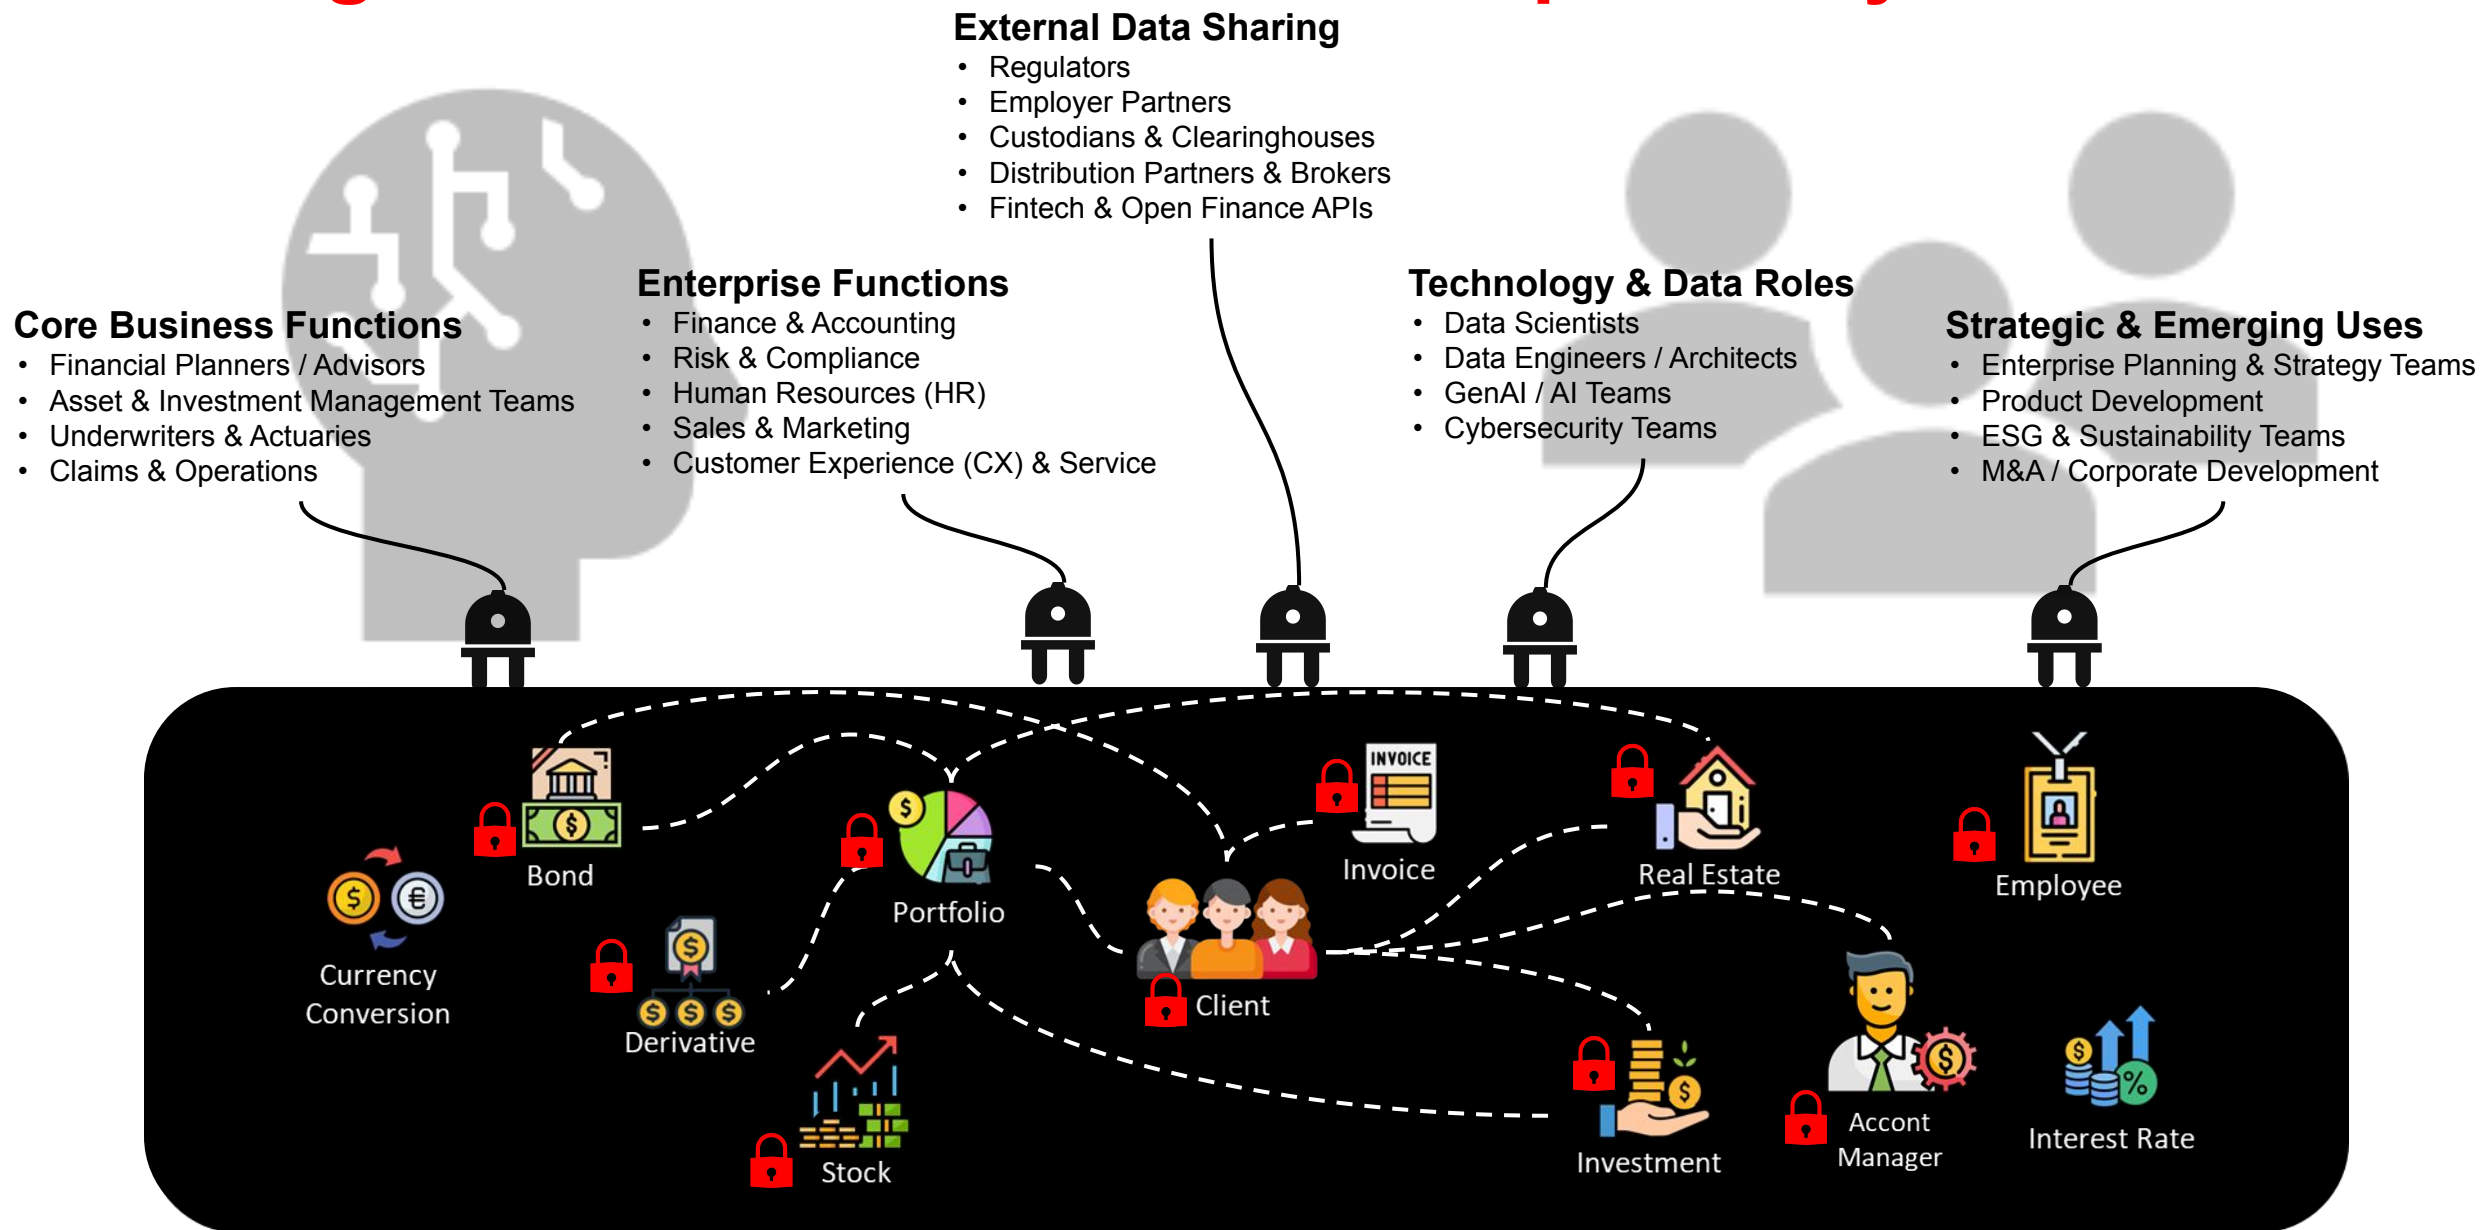 External Data Sharing
• Regulators
• Employer Partners
• Custodians & Clearinghouses
• Distribution Partners & Brokers
• Fintech & Open Finance APIs
Core Business Functions
• Financial Planners / Advisors
• Asset & Investment Management Teams
• Underwriters & Actuaries
• Claims & Operations
Enterprise Functions
• Finance & Accounting
• Risk & Compliance
• Human Resources (HR)
• Sales & Marketing
• Customer Experience (CX) & Service
Technology & Data Roles
• Data Scientists
• Data Engineers / Architects
• GenAI / AI Teams
• Cybersecurity Teams
Strategic & Emerging Uses
• Enterprise Planning & Strategy Teams
• Product Development
• ESG & Sustainability Teams
• M&A / Corporate Development
Bond
Portfolio
INVOICE
Invoice
Real Estate
Employee
Currency
Conversion
Derivative
Client
Stock
Investment
Accont
Manager
Interest Rate